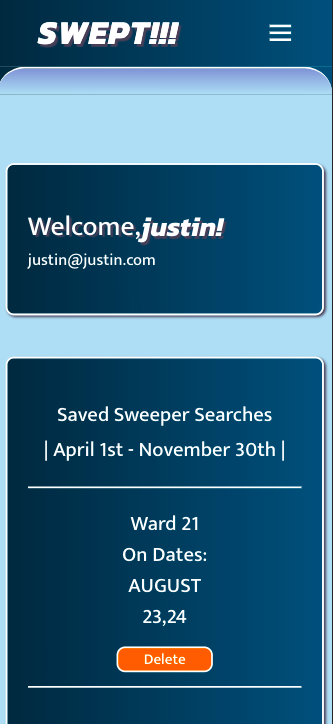 SWEPT!!!
Welcome,justin!
justin@justin.com
Saved Sweeper Searches
| April 1st - November 30th |
Ward 21
On Dates:
AUGUST
23,24
Delete